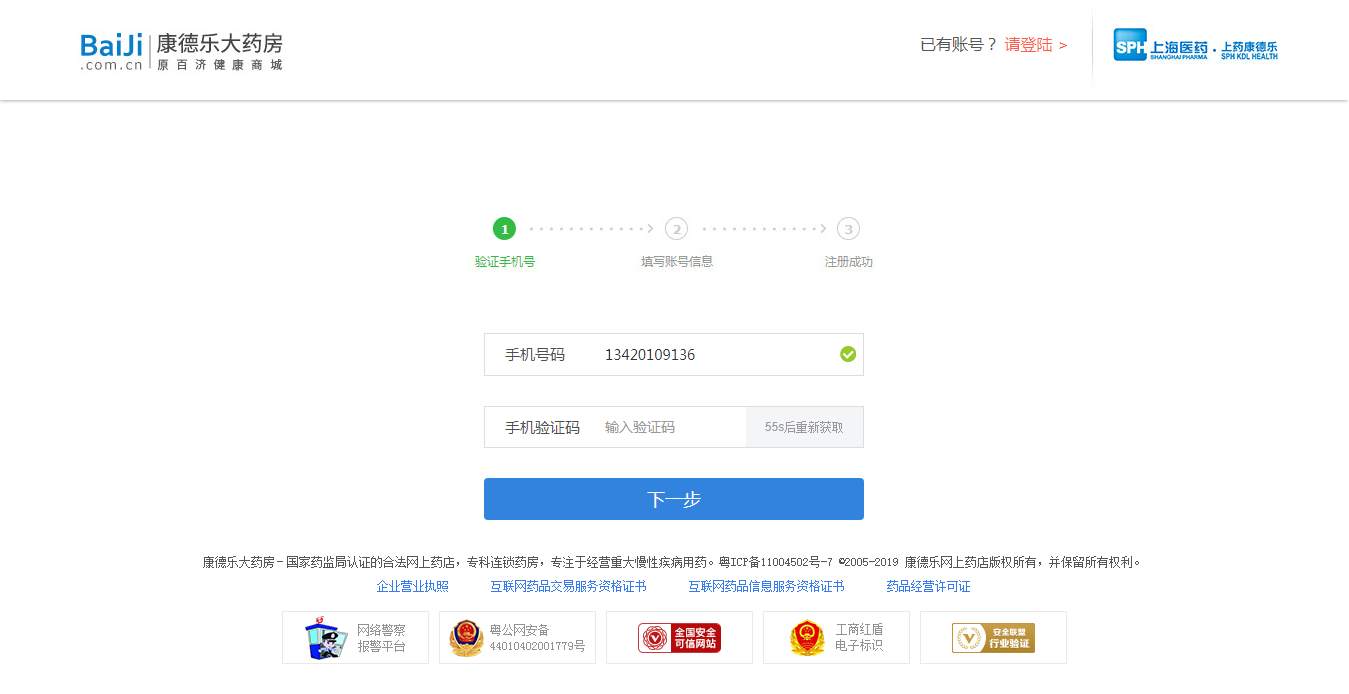 BaiJi
.com.cn
康德乐大药房
原百济健康商城
已有账号？ 请登陆 >
SPH 上海医药 . 上药康德乐
SHANGHAI PHARMA SPH KDL HEALTH
1 2 3
验证手机号 填写账号信息 注册成功
手机号码 13420109136
手机验证码 输入验证码 55s后重新获取
下一步
康德乐大药房－国家药监局认证的合法网上药店，专科连锁药房，专注于经营重大慢性疾病用药。粤ICP备11004502号-7 ©2005-2019 康德乐网上药店版权所有，并保留所有权利。
企业营业执照 互联网药品交易服务资格证书 互联网药品信息服务资格证书 药品经营许可证
网络警察
报警平台
粤公网安备
44010402001779号
全国安全
可信网站
工商红盾
电子标识
安全联盟
行业验证